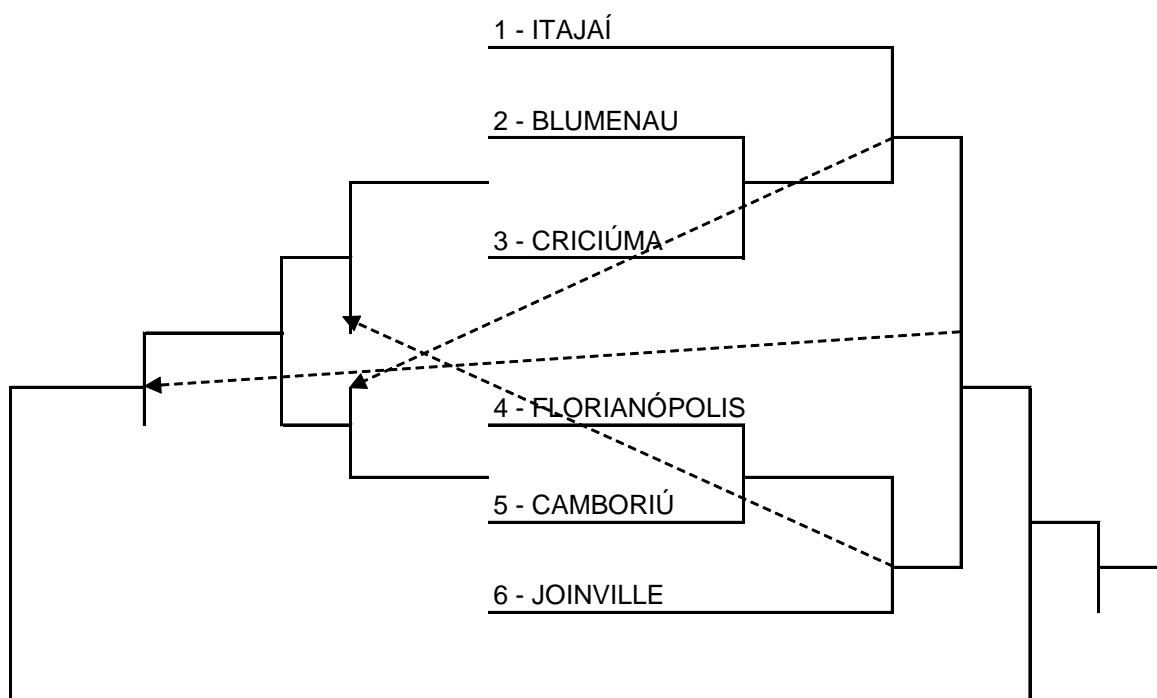 1 - ITAJAÍ
2 - BLUMENAU
3 - CRICIÚMA
4 - FLORIANÓPOLIS
5 - CAMBORIÚ
6 - JOINVILLE